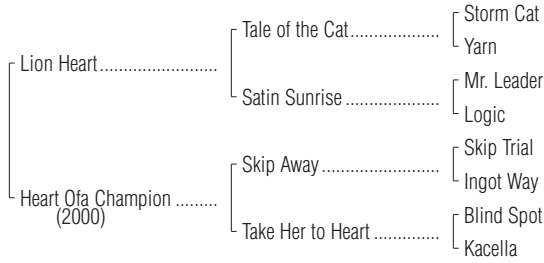 Storm Cat
Tale of the Cat...................
Yarn
Lion Heart.........................
Mr. Leader
Satin Sunrise...................
Logic
Skip Trial
Skip Away.........................
Ingot Way
Heart Ofa Champion.........
(2000)
Blind Spot
Take Her to Heart..............
Kacella